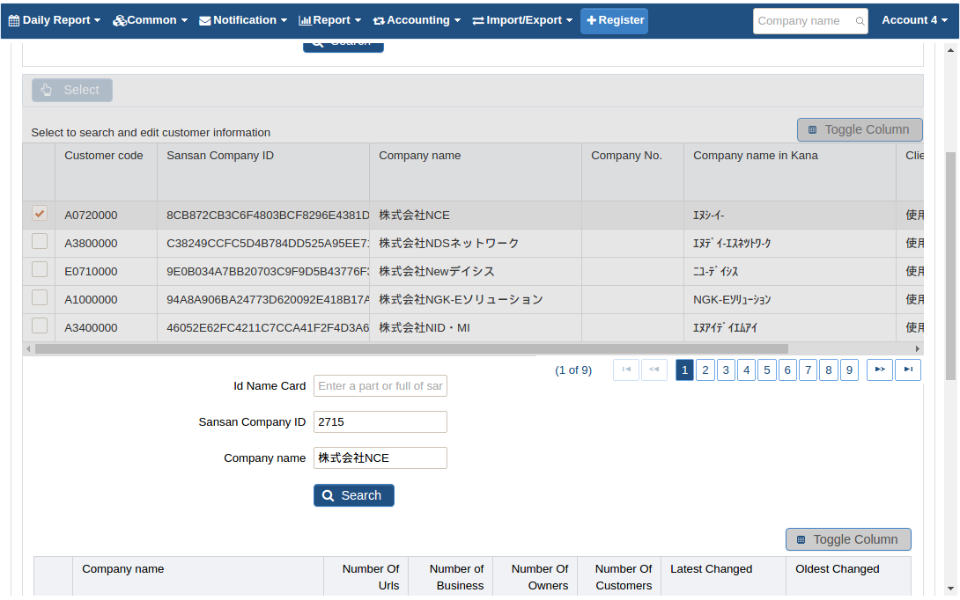 Daily Report Common Notification Report Accounting Import/Export Register Company name Account 4
Search
Select
Select to search and edit customer information
Toggle Column
Customer code Sansan Company ID Company name Company No. Company name in Kana Clie
A0720000 8CB872CB3C6F4803BCF8296E4381D 株式会社NCE ｴﾇｼｰｲｰ 使用
A3800000 C38249CCFC5D4B784DD525A95EE7 株式会社NDSネットワーク ｴﾇﾃﾞｲｰｴｽﾈｯﾄﾜｰｸ 使用
E0710000 9E0B034A7BB20703C9F9D5B43776F 株式会社Newデイシス ﾆｭｰﾃﾞｲｼｽ 使用
A1000000 94A8A906BA24773D620092E418B17A 株式会社NGK-Eソリューション NGK-Eｿﾘｭｰｼｮﾝ 使用
A3400000 46052E62FC4211C7CCA41F2F4D3A6 株式会社NID・MI ｴﾇｱｲﾃﾞｲｴﾑｱｲ 使用
(1 of 9) 1 2 3 4 5 6 7 8 9
Id Name Card Enter a part or full of sar
Sansan Company ID 2715
Company name 株式会社NCE
Search
Toggle Column
Company name Number Of Urls Number of Business Number Of Owners Number Of Customers Latest Changed Oldest Changed